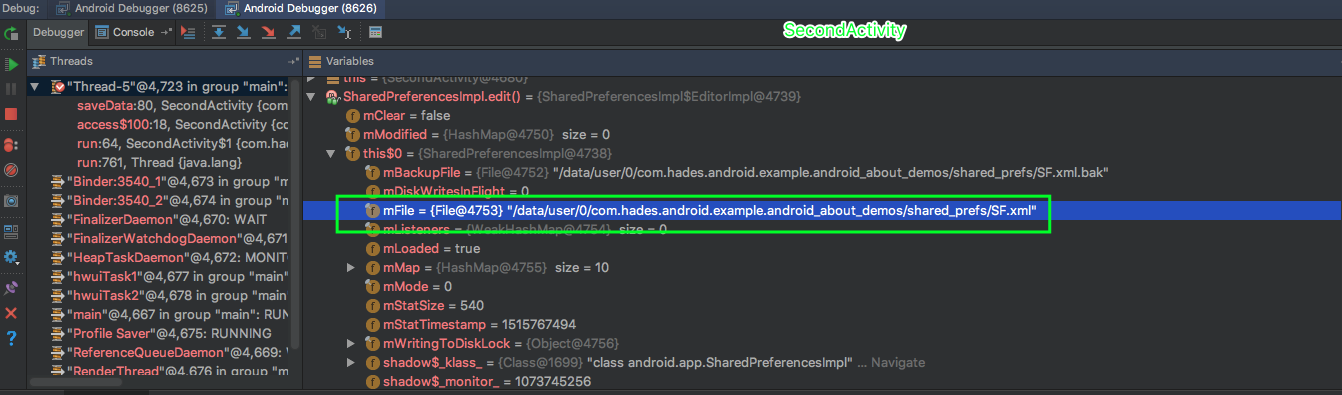 Debug: Android Debugger (8625) Android Debugger (8626)
SecondActivity
Debugger Console
Threads
"Thread-5"@4,723 in group "main":
saveData:80, SecondActivity {com
access$100:18, SecondActivity {c
run:64, SecondActivity$1 {com.had
run:761, Thread {java.lang}
"Binder:3540_1"@4,673 in group "m
"Binder:3540_2"@4,674 in group "m
"FinalizerDaemon"@4,670: WAIT
"FinalizerWatchdogDaemon"@4,671
"HeapTaskDaemon"@4,672: MONIT
"hwuiTask1"@4,677 in group "main"
"hwuiTask2"@4,678 in group "main"
"main"@4,667 in group "main": RUN
"Profile Saver"@4,675: RUNNING
"ReferenceQueueDaemon"@4,669: W
"RenderThread"@4,676 in group "ma
Variables
this = {SecondActivity@4680}
SharedPreferencesImpl.edit() = {SharedPreferencesImpl$EditorImpl@4739}
mClear = false
mModified = {HashMap@4750} size = 0
this$0 = {SharedPreferencesImpl@4738}
mBackupFile = {File@4752} "/data/user/0/com.hades.android.example.android_about_demos/shared_prefs/SF.xml.bak"
mDiskWritesInFlight = 0
mFile = {File@4753} "/data/user/0/com.hades.android.example.android_about_demos/shared_prefs/SF.xml"
mListeners = {WeakHashMap@4754} size = 0
mLoaded = true
mMap = {HashMap@4755} size = 10
mMode = 0
mStatSize = 540
mStatTimestamp = 1515767494
mWritingToDiskLock = {Object@4756}
shadow$_klass_ = {Class@1699} "class android.app.SharedPreferencesImpl" ... Navigate
shadow$_monitor_ = 1073745256